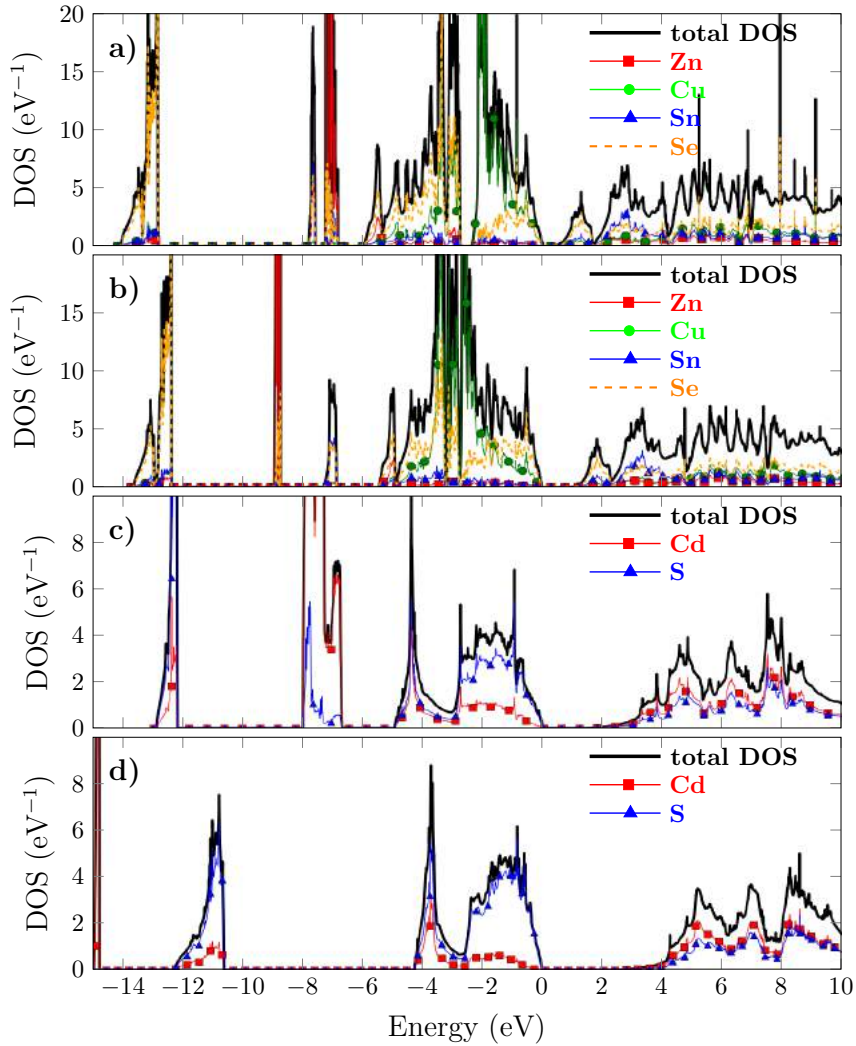 20
15
10
5
0
DOS (eV⁻¹)
a)
total DOS
Zn
Cu
Sn
Se
15
10
5
0
DOS (eV⁻¹)
b)
total DOS
Zn
Cu
Sn
Se
8
6
4
2
0
DOS (eV⁻¹)
c)
total DOS
Cd
S
8
6
4
2
0
DOS (eV⁻¹)
d)
total DOS
Cd
S
−14 −12 −10 −8 −6 −4 −2 0 2 4 6 8 10
Energy (eV)